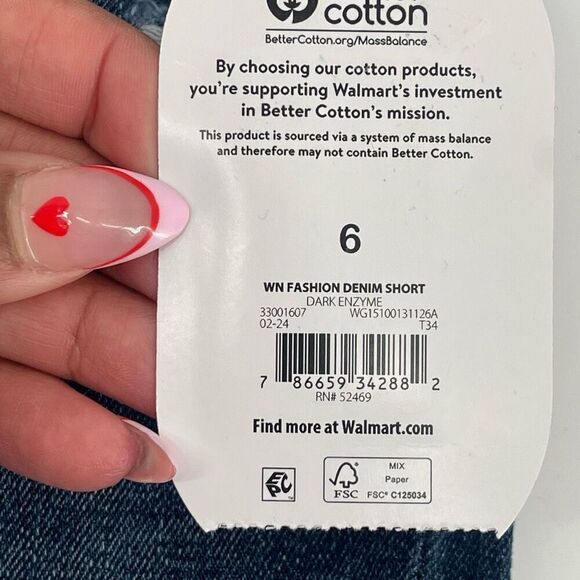 cotton
BetterCotton.org/MassBalance
By choosing our cotton products,
you're supporting Walmart's investment
in Better Cotton's mission.
This product is sourced via a system of mass balance
and therefore may not contain Better Cotton.
6
WN FASHION DENIM SHORT
DARK ENZYME
33001607 WG15100131126A
02-24 T34
7 86659 34288 2
RN# 52469
Find more at Walmart.com
EPC TM
FSC
MIX
Paper
FSC® C125034